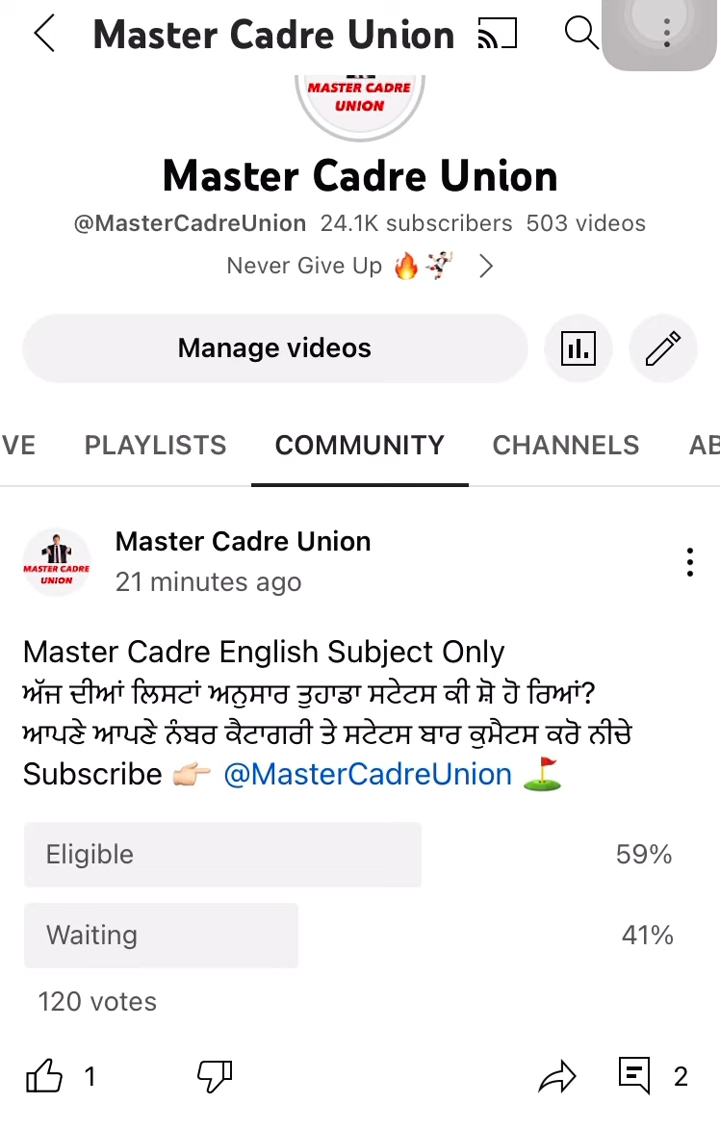 Master Cadre Union
MASTER CADRE
UNION
Master Cadre Union
@MasterCadreUnion 24.1K subscribers 503 videos
Never Give Up 🔥 🤾🏻
Manage videos
VE PLAYLISTS COMMUNITY CHANNELS AB
Master Cadre Union
MASTER CADRE
UNION
21 minutes ago
Master Cadre English Subject Only
ਅੱਜ ਦੀਆਂ ਲਿਸਟਾਂ ਅਨੁਸਾਰ ਤੁਹਾਡਾ ਸਟੇਟਸ ਕੀ ਸ਼ੋ ਹੋ ਰਿਆਂ?
ਆਪਣੇ ਆਪਣੇ ਨੰਬਰ ਕੈਟਾਗਰੀ ਤੇ ਸਟੇਟਸ ਬਾਰ ਕੁਮੈਟਸ ਕਰੋ ਨੀਚੇ
Subscribe 👉🏻 @MasterCadreUnion ⛳
Eligible 59%
Waiting 41%
120 votes
1 2